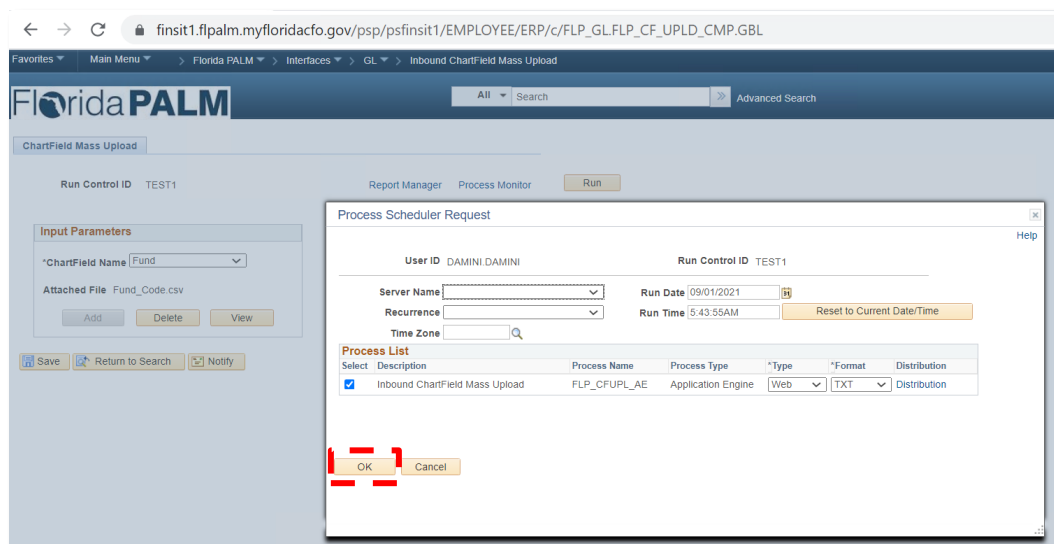 finsit1.flpalm.myfloridacfo.gov/psp/psfinsit1/EMPLOYEE/ERP/c/FLP_GL.FLP_CF_UPLD_CMP.GBL
Favorites Main Menu > Florida PALM > Interfaces > GL > Inbound ChartField Mass Upload
Florida PALM All Search » Advanced Search
ChartField Mass Upload
Run Control ID TEST1 Report Manager Process Monitor Run
Input Parameters
*ChartField Name Fund
Attached File Fund_Code.csv
Add Delete View
Save Return to Search Notify
Process Scheduler Request
Help
User ID DAMINI.DAMINI Run Control ID TEST1
Server Name Run Date 09/01/2021
Recurrence Run Time 5:43:55AM Reset to Current Date/Time
Time Zone
Process List
Select Description Process Name Process Type *Type *Format Distribution
Inbound ChartField Mass Upload FLP_CFUPL_AE Application Engine Web TXT Distribution
OK Cancel